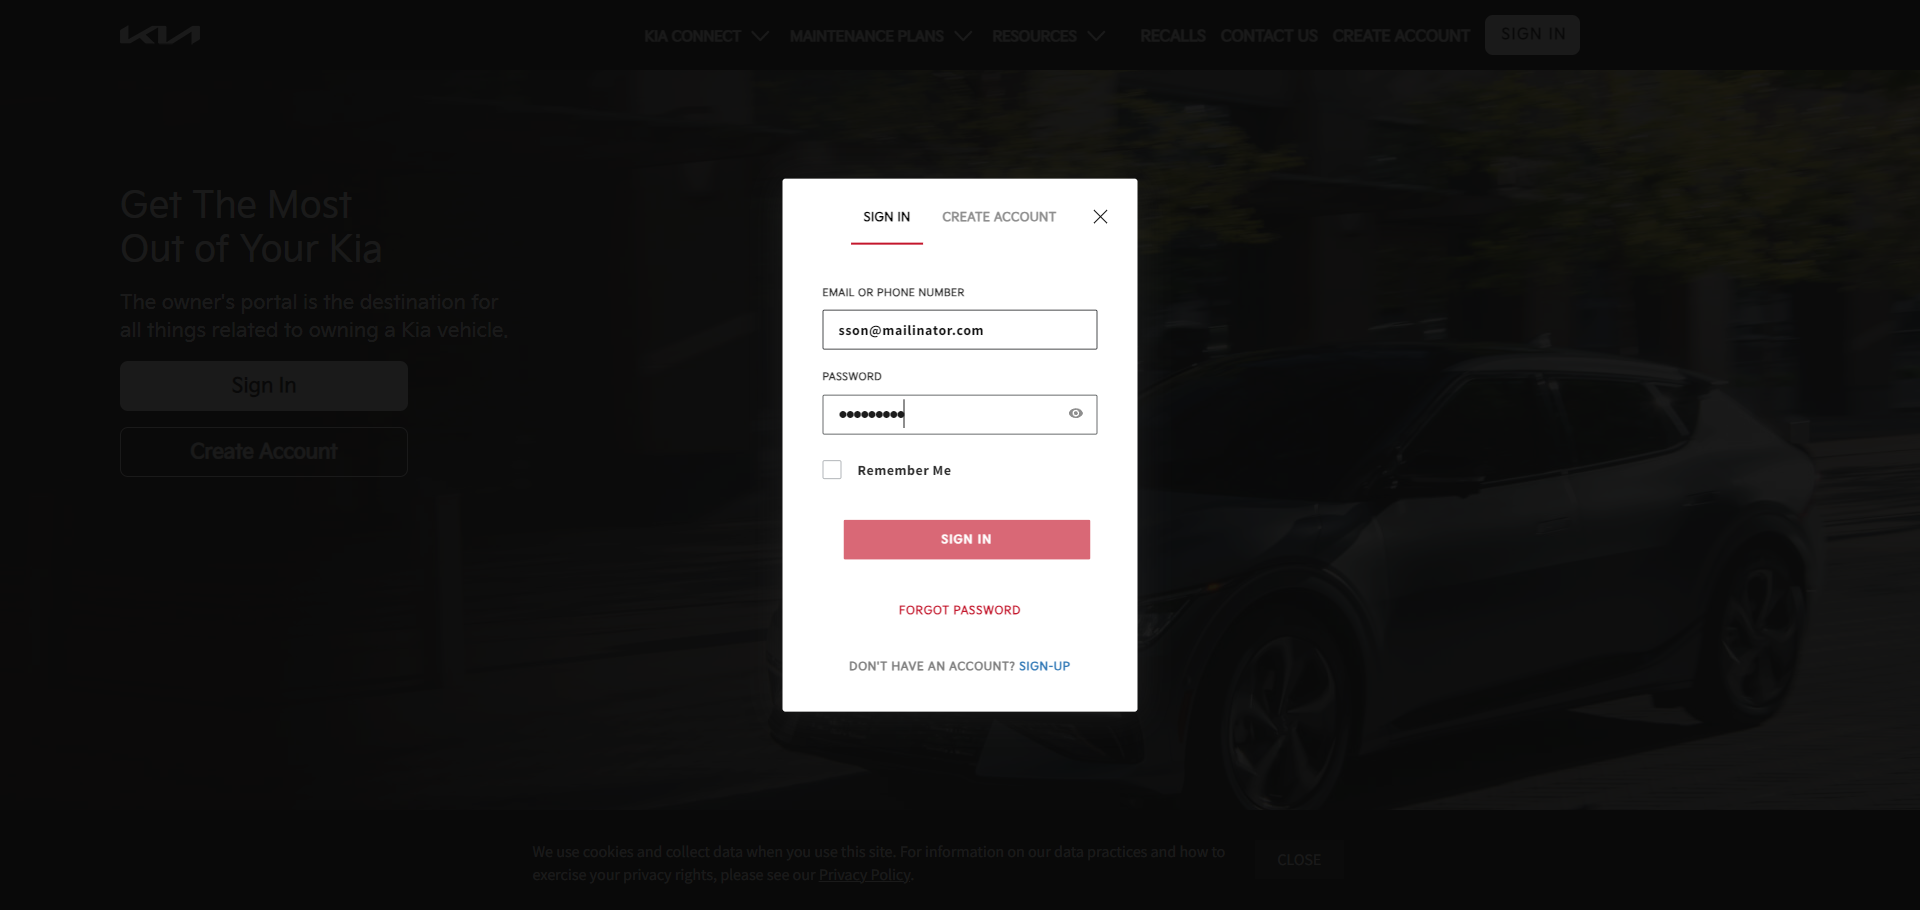 KIA
KIA CONNECT
MAINTENANCE PLANS
RESOURCES
RECALLS
CONTACT US
CREATE ACCOUNT
SIGN IN
Get The Most
Out of Your Kia
The owner's portal is the destination for
all things related to owning a Kia vehicle.
Sign In
Create Account
SIGN IN
CREATE ACCOUNT
EMAIL OR PHONE NUMBER
sson@mailinator.com
PASSWORD
•••••••••
Remember Me
SIGN IN
FORGOT PASSWORD
DON'T HAVE AN ACCOUNT? SIGN-UP
We use cookies and collect data when you use this site. For information on our data practices and how to
exercise your privacy rights, please see our Privacy Policy.
CLOSE